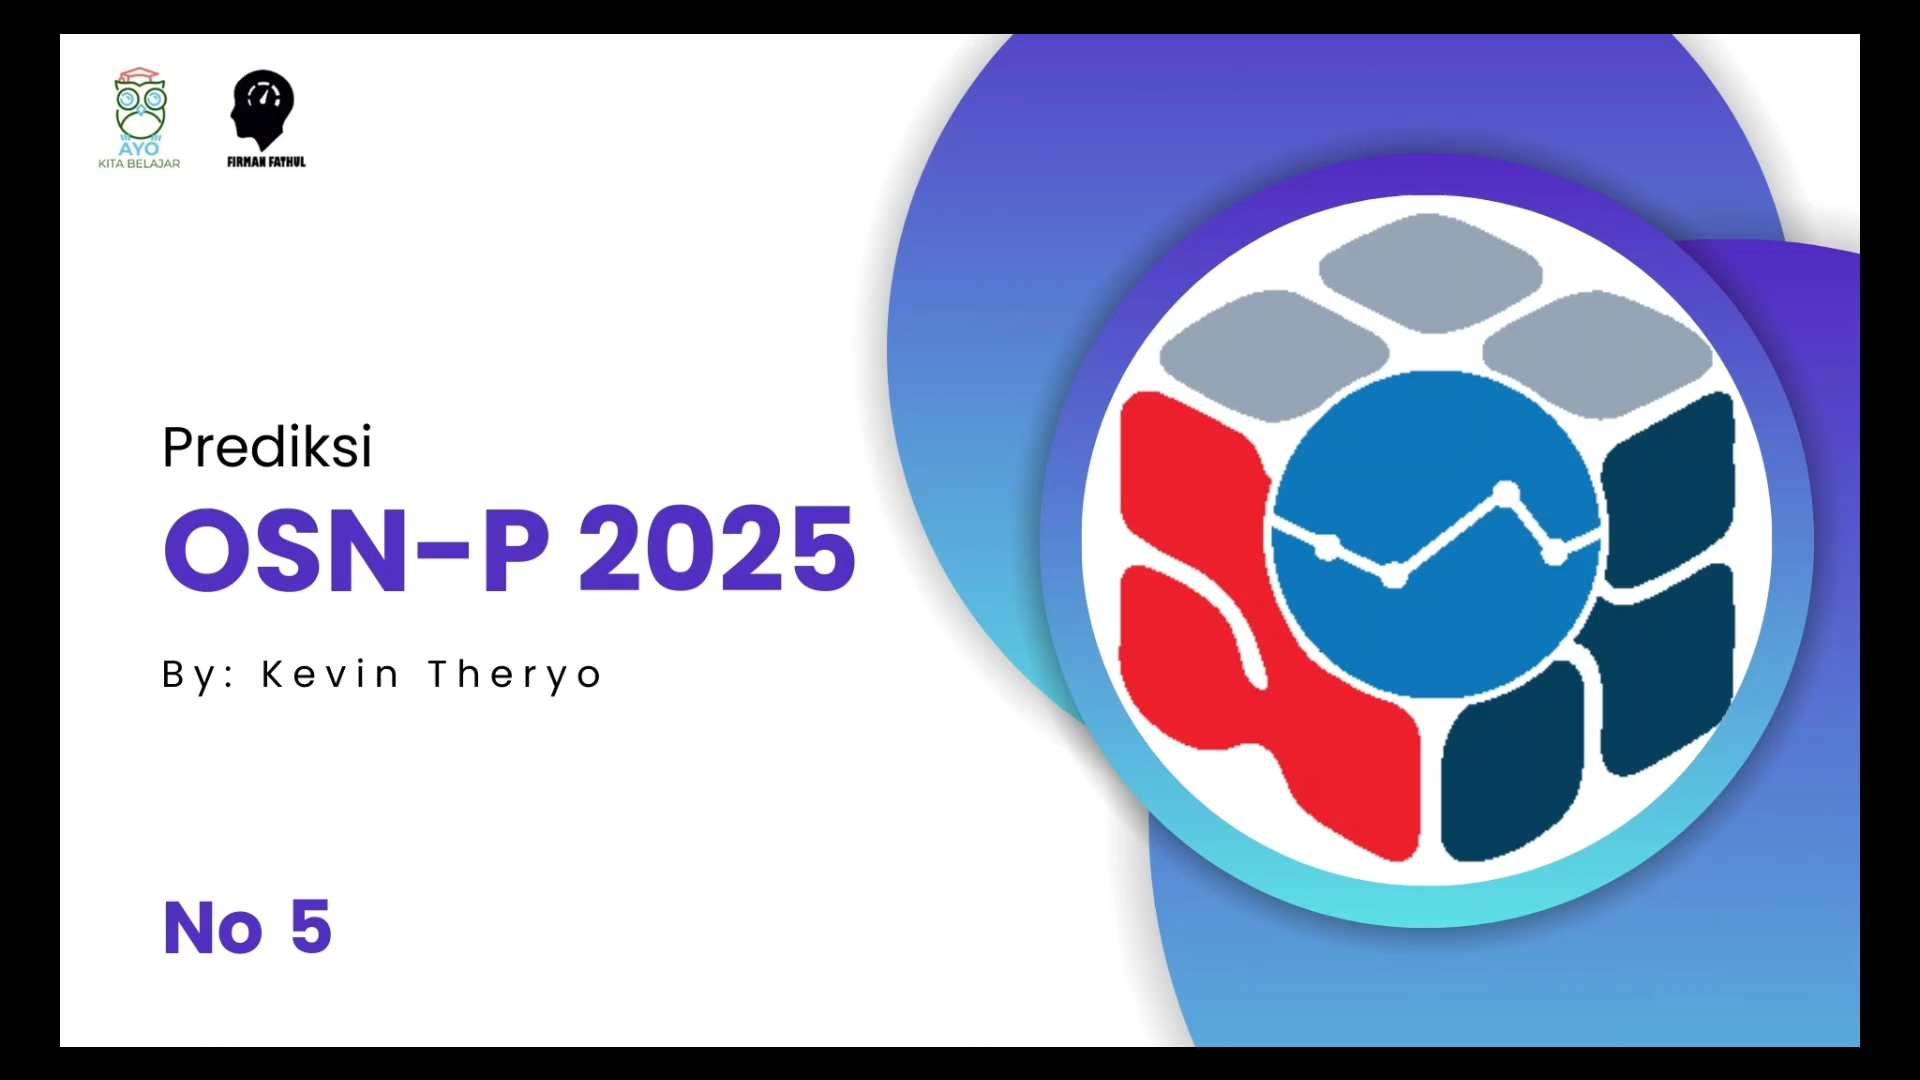 AYO
KITA BELAJAR
FIRMAN FATHUL
Prediksi
OSN-P 2025
By: Kevin Theryo
No 5